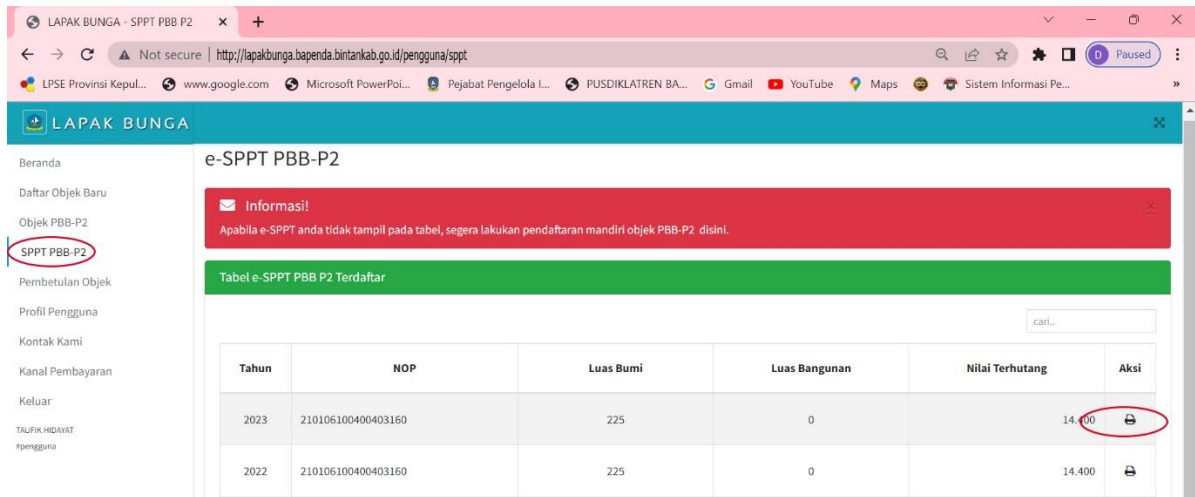 LAPAK BUNGA - SPPT PBB P2
Not secure | http://lapakbunga.bapenda.bintankab.go.id/pengguna/sppt
D Paused
LPSE Provinsi Kepul... www.google.com Microsoft PowerPoi... Pejabat Pengelola I... PUSDIKLATREN BA... Gmail YouTube Maps Sistem Informasi Pe... »
LAPAK BUNGA
Beranda
Daftar Objek Baru
Objek PBB-P2
SPPT PBB-P2
Pembetulan Objek
Profil Pengguna
Kontak Kami
Kanal Pembayaran
Keluar
TAUFIK HIDAYAT
#pengguna
e-SPPT PBB-P2
Informasi!
Apabila e-SPPT anda tidak tampil pada tabel, segera lakukan pendaftaran mandiri objek PBB-P2 disini.
Tabel e-SPPT PBB P2 Terdaftar
cari..
Tahun NOP Luas Bumi Luas Bangunan Nilai Terhutang Aksi
2023 210106100400403160 225 0 14.400
2022 210106100400403160 225 0 14.400